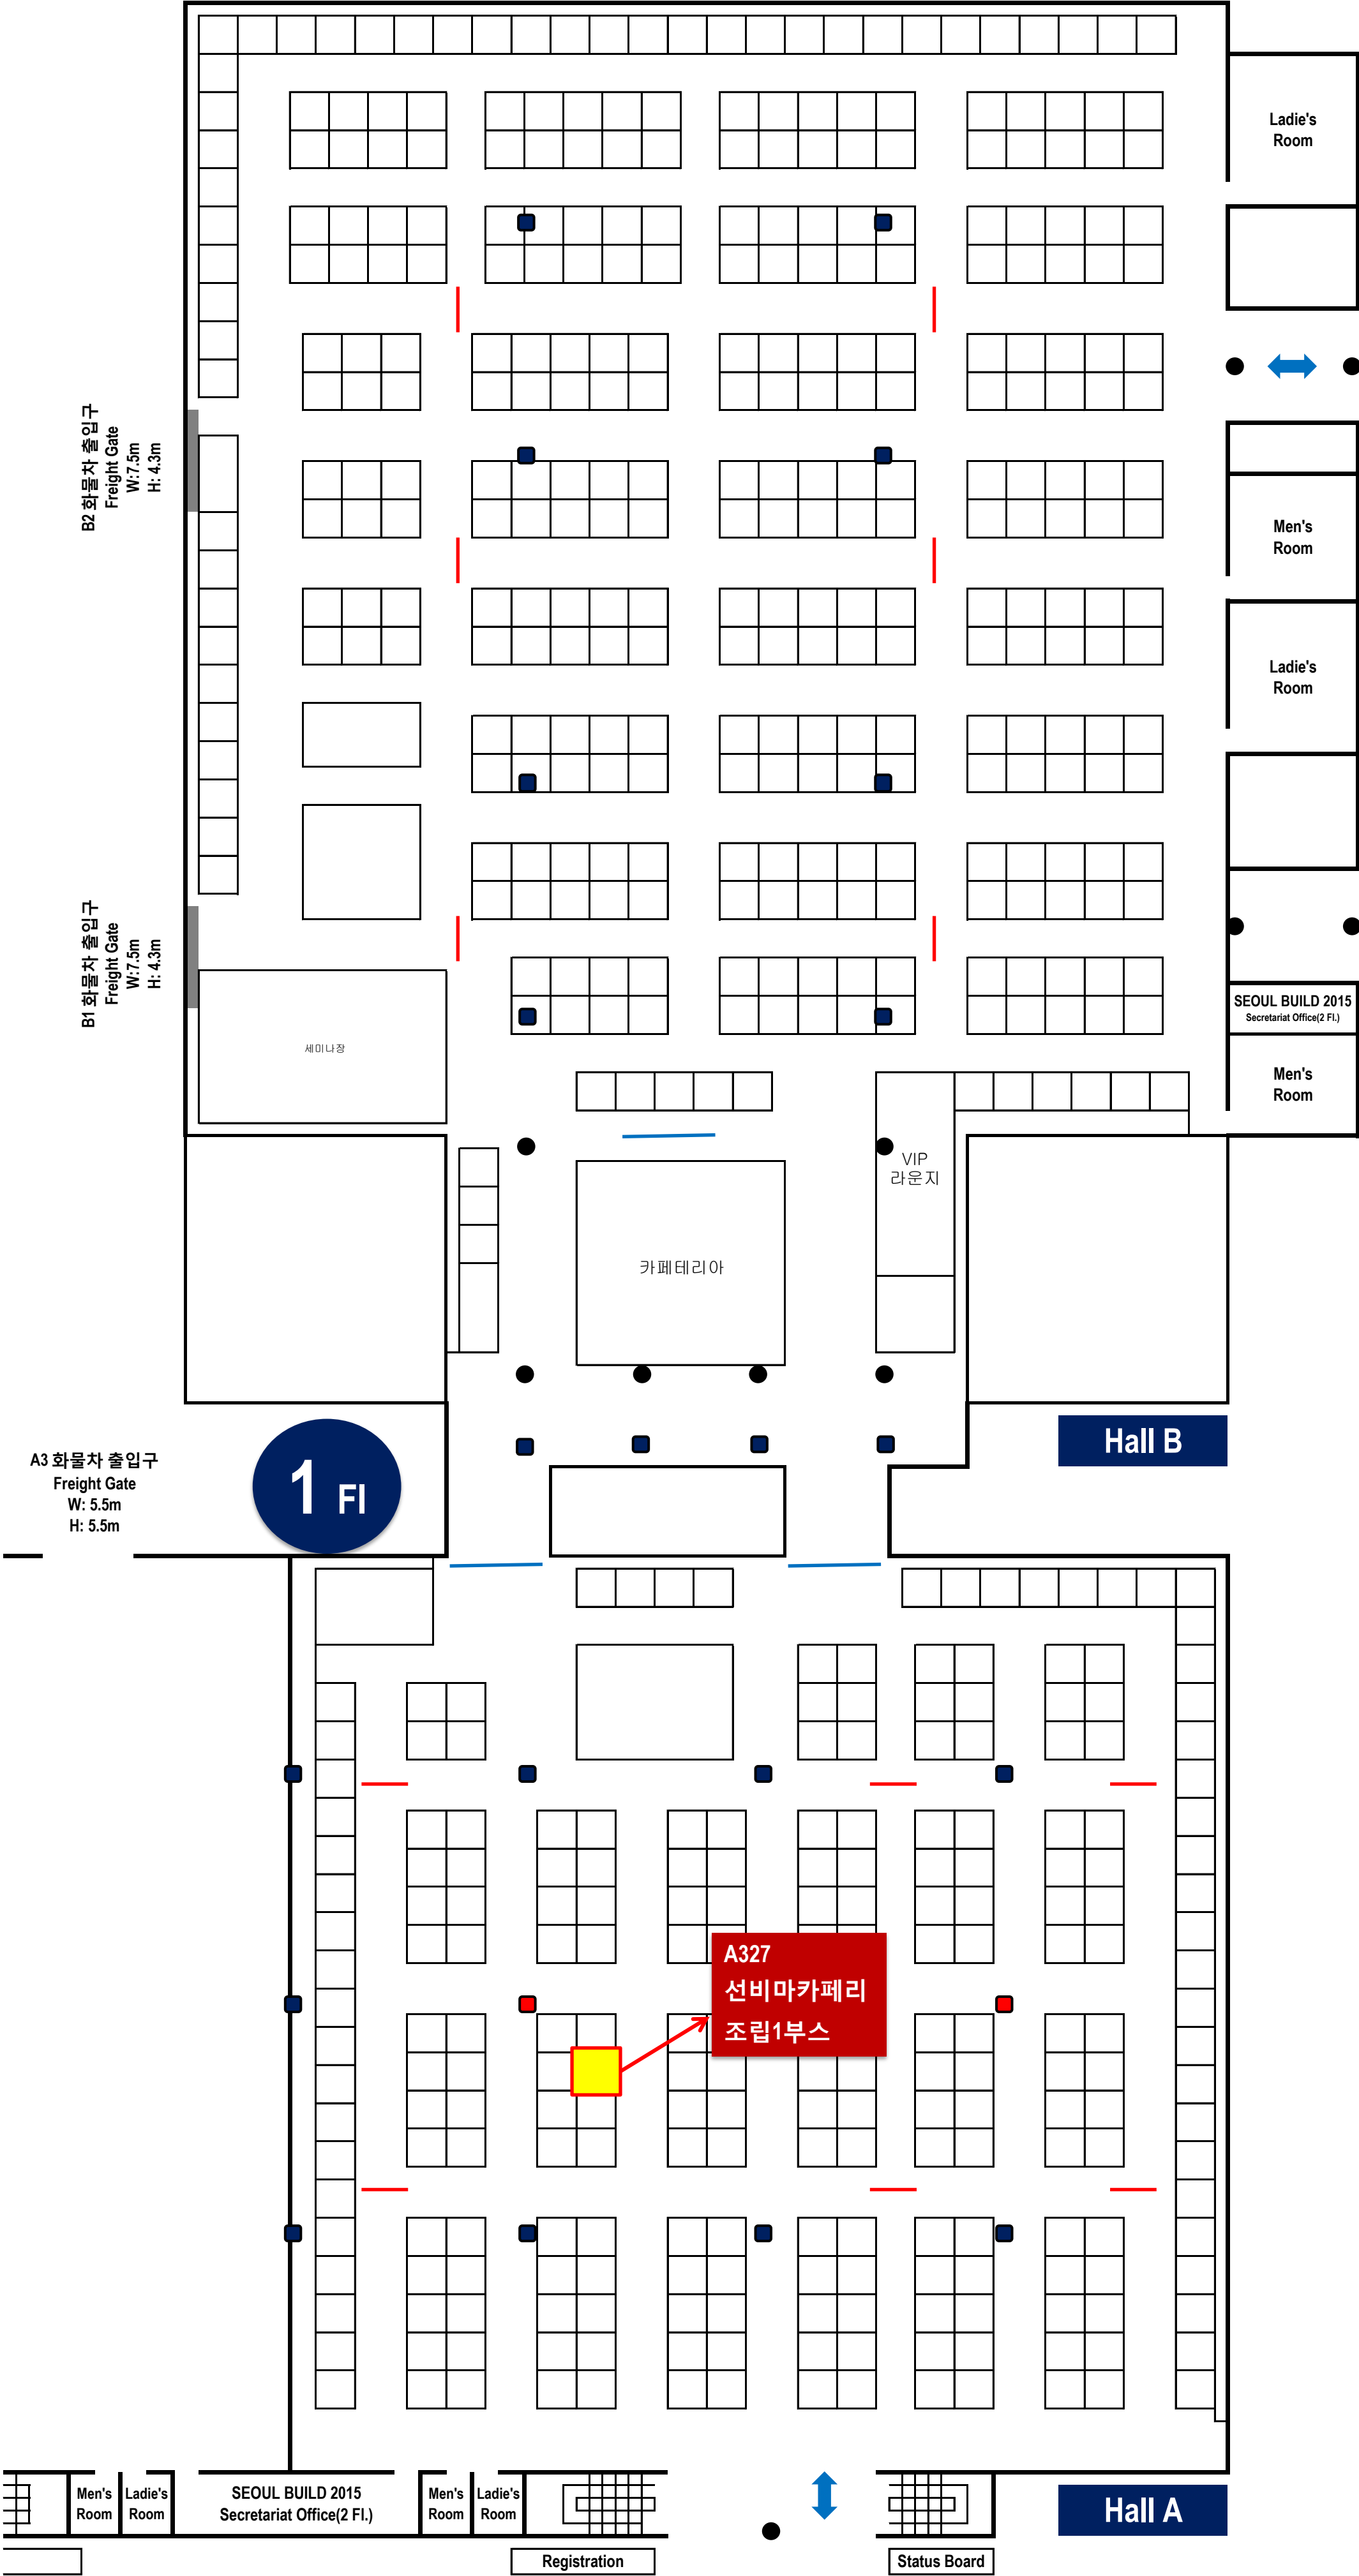 Ladie's
Room
B2 화물차 출입구
Freight Gate
W:7.5m
H: 4.3m
Men's
Room
Ladie's
Room
B1 화물차 출입구
Freight Gate
W:7.5m
H: 4.3m
SEOUL BUILD 2015
Secretariat Office(2 Fl.)
세미나장
Men's
Room
VIP
라운지
카페테리아
Hall B
A3 화물차 출입구
Freight Gate
W: 5.5m
H: 5.5m
1 Fl
A327
선비마카페리
조립1부스
Men's
Room
Ladie's
Room
SEOUL BUILD 2015
Secretariat Office(2 Fl.)
Men's
Room
Ladie's
Room
Hall A
Registration
Status Board